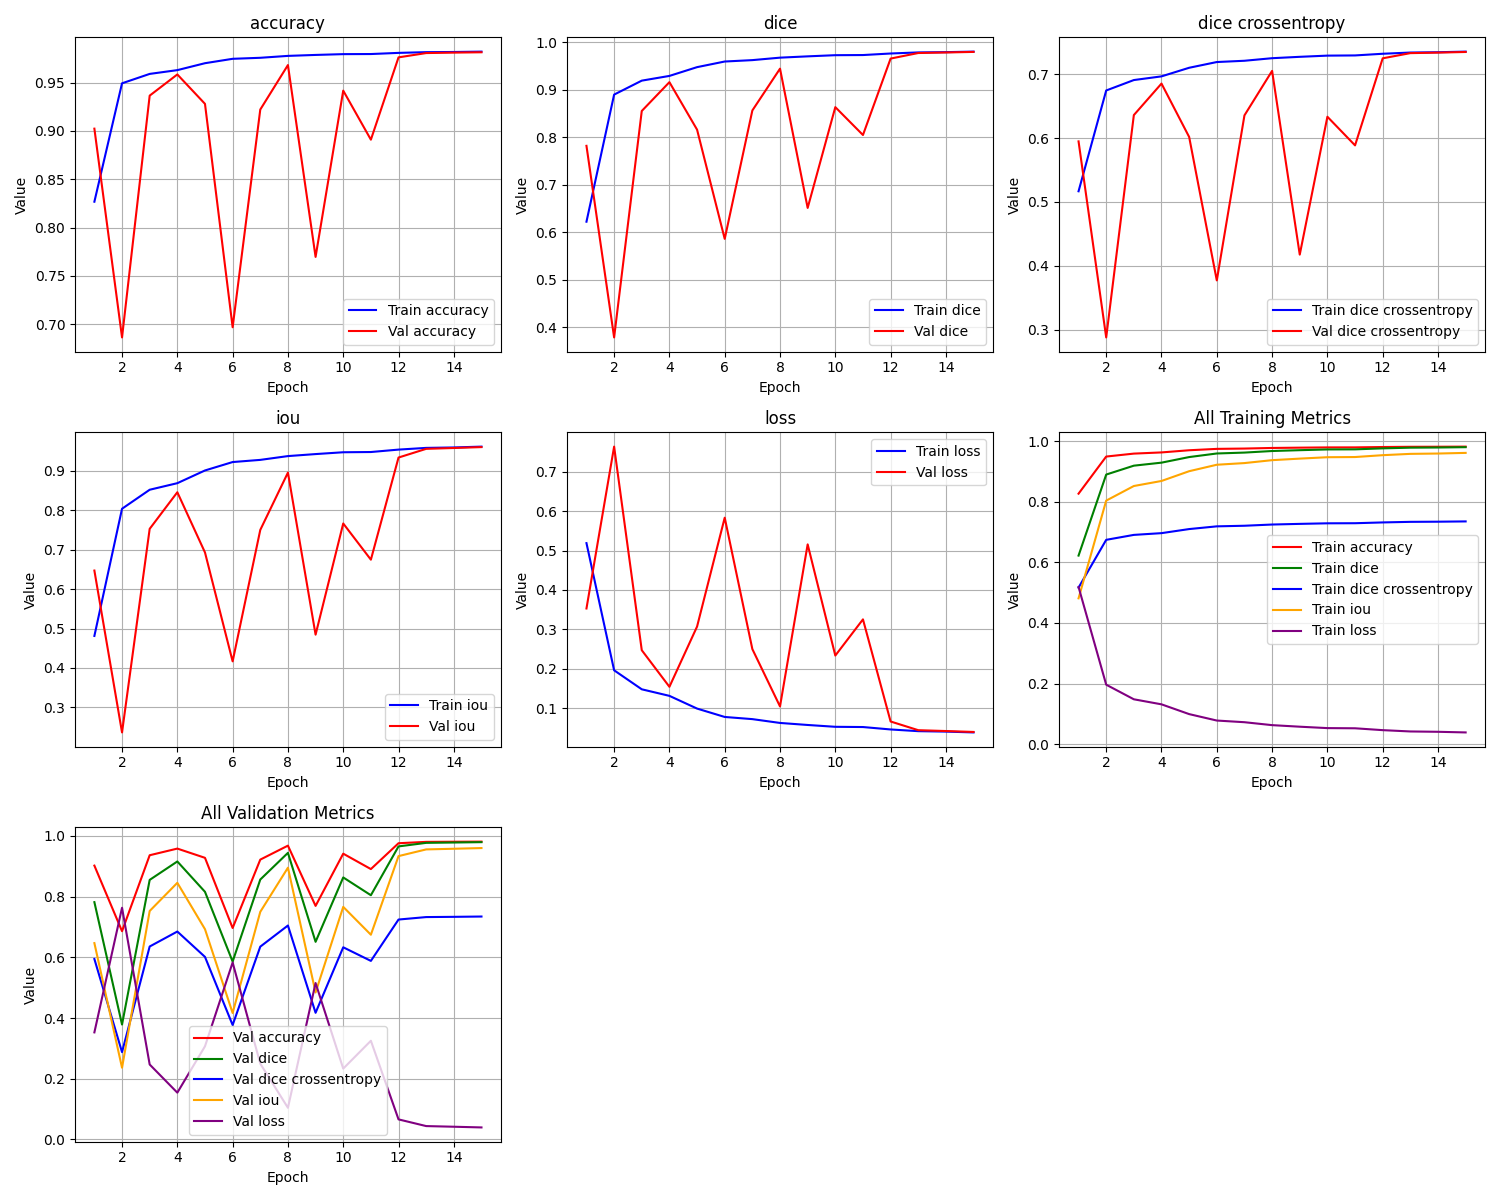 accuracy
Value
0.95
0.90
0.85
0.80
0.75
0.70
Train accuracy
Val accuracy
2 4 6 8 10 12 14
Epoch
dice
Value
1.0
0.9
0.8
0.7
0.6
0.5
0.4
Train dice
Val dice
2 4 6 8 10 12 14
Epoch
dice crossentropy
Value
0.7
0.6
0.5
0.4
0.3
Train dice crossentropy
Val dice crossentropy
2 4 6 8 10 12 14
Epoch
iou
Value
0.9
0.8
0.7
0.6
0.5
0.4
0.3
Train iou
Val iou
2 4 6 8 10 12 14
Epoch
loss
Value
0.7
0.6
0.5
0.4
0.3
0.2
0.1
Train loss
Val loss
2 4 6 8 10 12 14
Epoch
All Training Metrics
Value
1.0
0.8
0.6
0.4
0.2
0.0
Train accuracy
Train dice
Train dice crossentropy
Train iou
Train loss
2 4 6 8 10 12 14
Epoch
All Validation Metrics
Value
1.0
0.8
0.6
0.4
0.2
0.0
Val accuracy
Val dice
Val dice crossentropy
Val iou
Val loss
2 4 6 8 10 12 14
Epoch